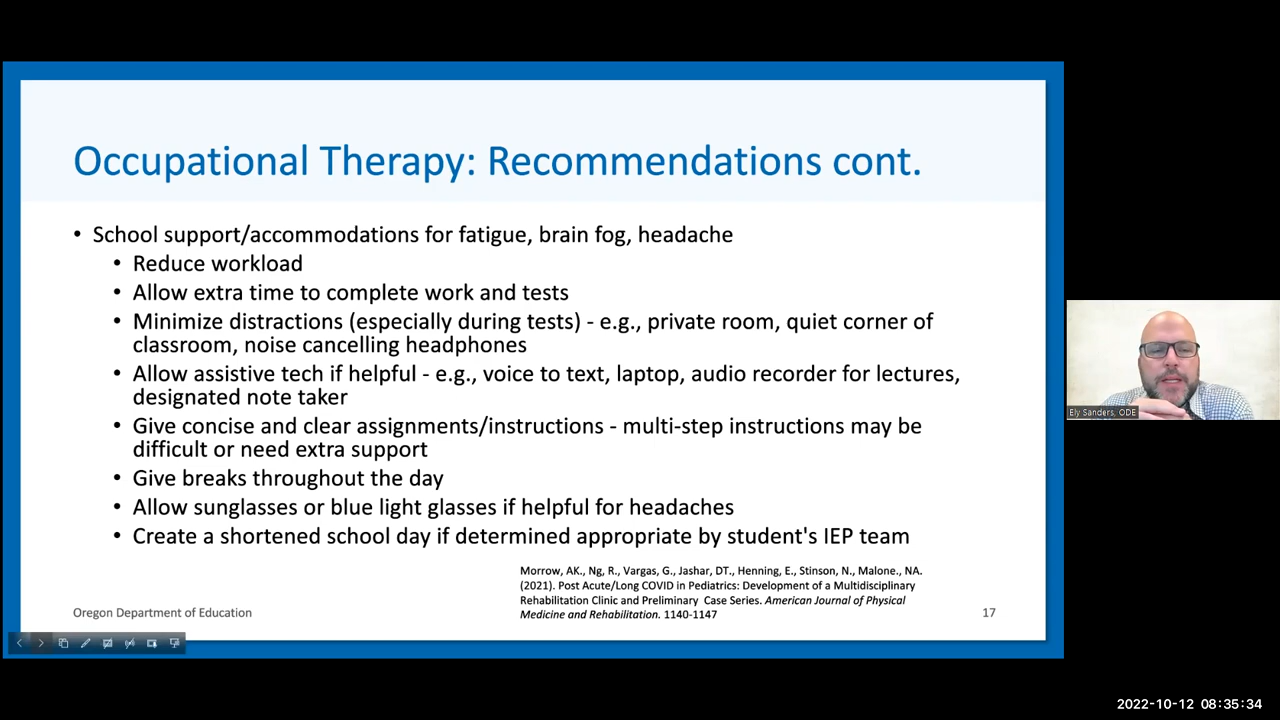 Occupational Therapy: Recommendations cont.
• School support/accommodations for fatigue, brain fog, headache
• Reduce workload
• Allow extra time to complete work and tests
• Minimize distractions (especially during tests) - e.g., private room, quiet corner of
classroom, noise cancelling headphones
• Allow assistive tech if helpful - e.g., voice to text, laptop, audio recorder for lectures,
designated note taker
• Give concise and clear assignments/instructions - multi-step instructions may be
difficult or need extra support
• Give breaks throughout the day
• Allow sunglasses or blue light glasses if helpful for headaches
• Create a shortened school day if determined appropriate by student's IEP team
Morrow, AK., Ng, R., Vargas, G., Jashar, DT., Henning, E., Stinson, N., Malone., NA.
(2021). Post Acute/Long COVID in Pediatrics: Development of a Multidisciplinary
Rehabilitation Clinic and Preliminary Case Series. American Journal of Physical
Medicine and Rehabilitation. 1140-1147
Oregon Department of Education
17
Ely Sanders, ODE
2022-10-12 08:35:34